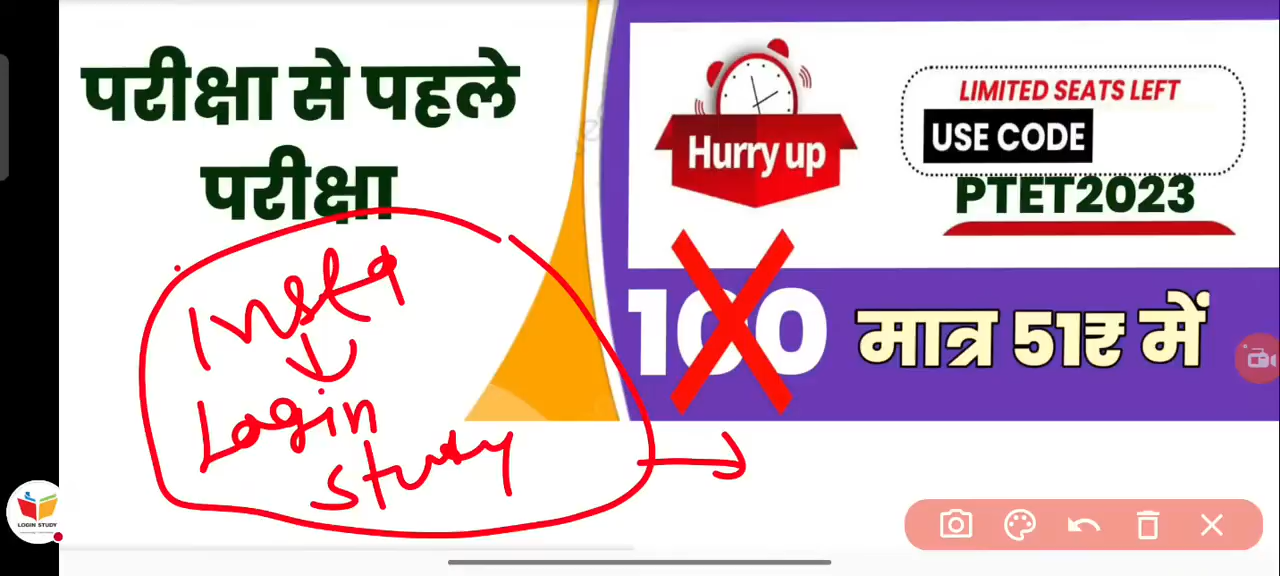 परीक्षा से पहले
परीक्षा
Insta
Login
study
Hurry up
LIMITED SEATS LEFT
USE CODE
PTET2023
100 मात्र 51₹ में
LOGIN STUDY